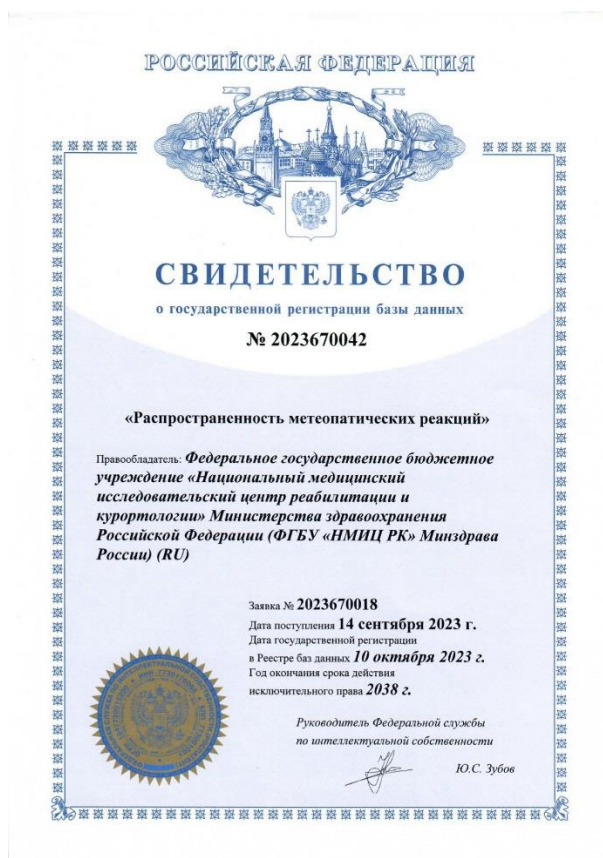 РОССИЙСКАЯ ФЕДЕРАЦИЯ
СВИДЕТЕЛЬСТВО
о государственной регистрации базы данных
№ 2023670042
«Распространенность метеопатических реакций»
Правообладатель: Федеральное государственное бюджетное
учреждение «Национальный медицинский
исследовательский центр реабилитации и
курортологии» Министерства здравоохранения
Российской Федерации (ФГБУ «НМИЦ РК» Минздрава
России) (RU)
Заявка № 2023670018
Дата поступления 14 сентября 2023 г.
Дата государственной регистрации
в Реестре баз данных 10 октября 2023 г.
Год окончания срока действия
исключительного права 2038 г.
Руководитель Федеральной службы
по интеллектуальной собственности
Ю.С. Зубов